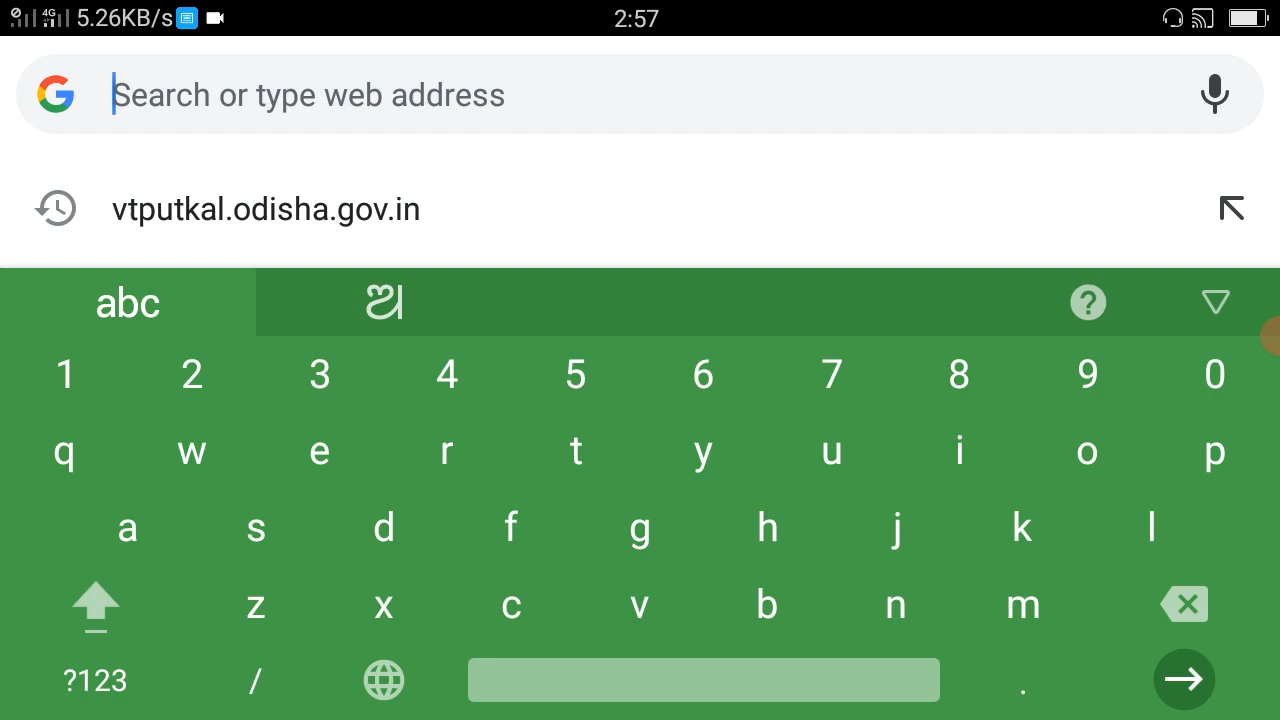 4G 5.26KB/s 2:57
Search or type web address
vtputkal.odisha.gov.in
abc ଅ ?
1 2 3 4 5 6 7 8 9 0
q w e r t y u i o p
a s d f g h j k l
z x c v b n m
?123 / .